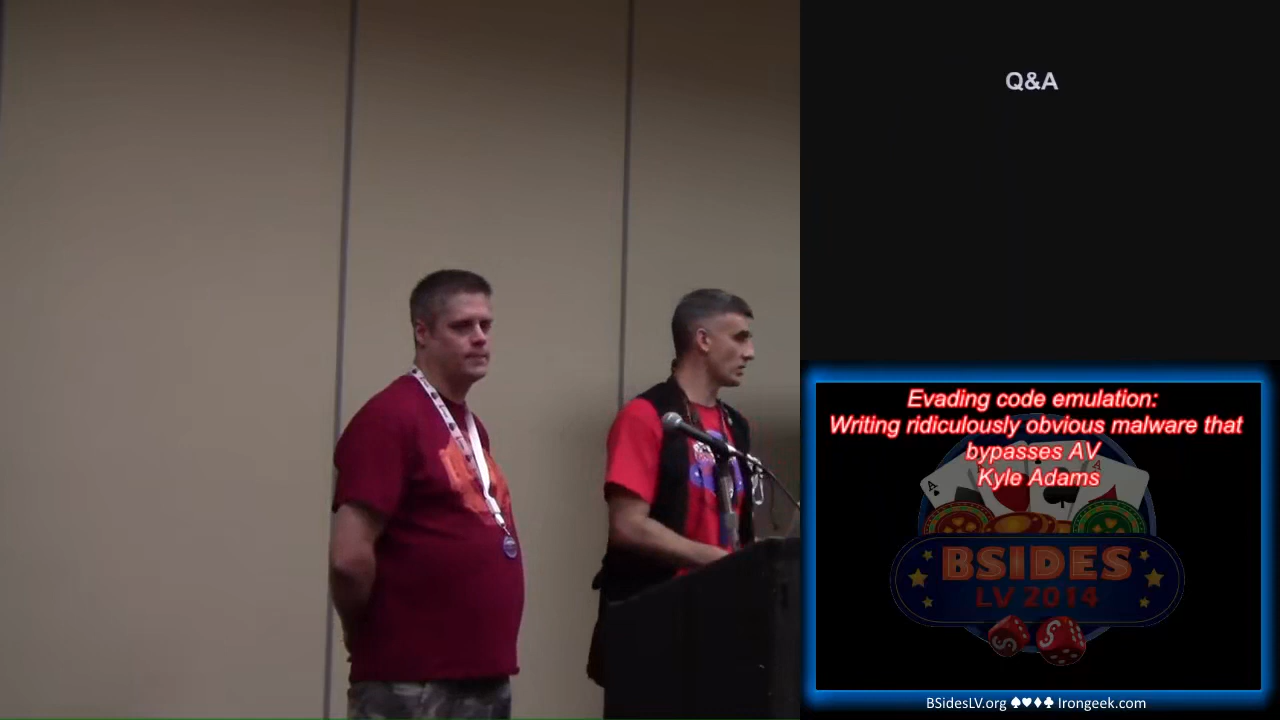 Q&A
Evading code emulation:
Writing ridiculously obvious malware that
bypasses AV
Kyle Adams
BSIDES
LV 2014
BSidesLV.org ♠♥♦♣ Irongeek.com